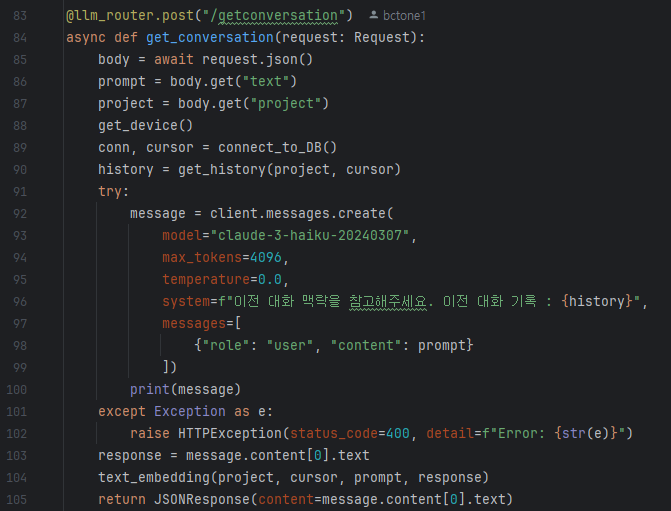 83 @llm_router.post("/getconversation") bctone1
84 async def get_conversation(request: Request):
85 body = await request.json()
86 prompt = body.get("text")
87 project = body.get("project")
88 get_device()
89 conn, cursor = connect_to_DB()
90 history = get_history(project, cursor)
91 try:
92 message = client.messages.create(
93 model="claude-3-haiku-20240307",
94 max_tokens=4096,
95 temperature=0.0,
96 system=f"이전 대화 맥락을 참고해주세요. 이전 대화 기록 : {history}",
97 messages=[
98 {"role": "user", "content": prompt}
99 ])
100 print(message)
101 except Exception as e:
102 raise HTTPException(status_code=400, detail=f"Error: {str(e)}")
103 response = message.content[0].text
104 text_embedding(project, cursor, prompt, response)
105 return JSONResponse(content=message.content[0].text)